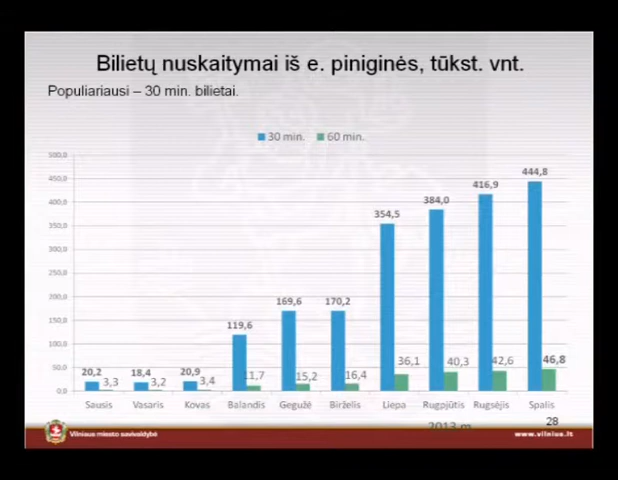 Bilietų nuskaitymai iš e. piniginės, tūkst. vnt.
Populiariausi – 30 min. bilietai.
30 min. 60 min.
500,0
450,0
400,0
350,0
300,0
250,0
200,0
150,0
100,0
50,0
0,0
20,2 18,4 20,9 119,6 169,6 170,2 354,5 384,0 416,9 444,8
3,3 3,2 3,4 11,7 15,2 16,4 36,1 40,3 42,6 46,8
Sausis Vasaris Kovas Balandis Gegužė Birželis Liepa Rugpjūtis Rugsėjis Spalis
2013 m.
28
Vilniaus miesto savivaldybė
www.vilnius.lt